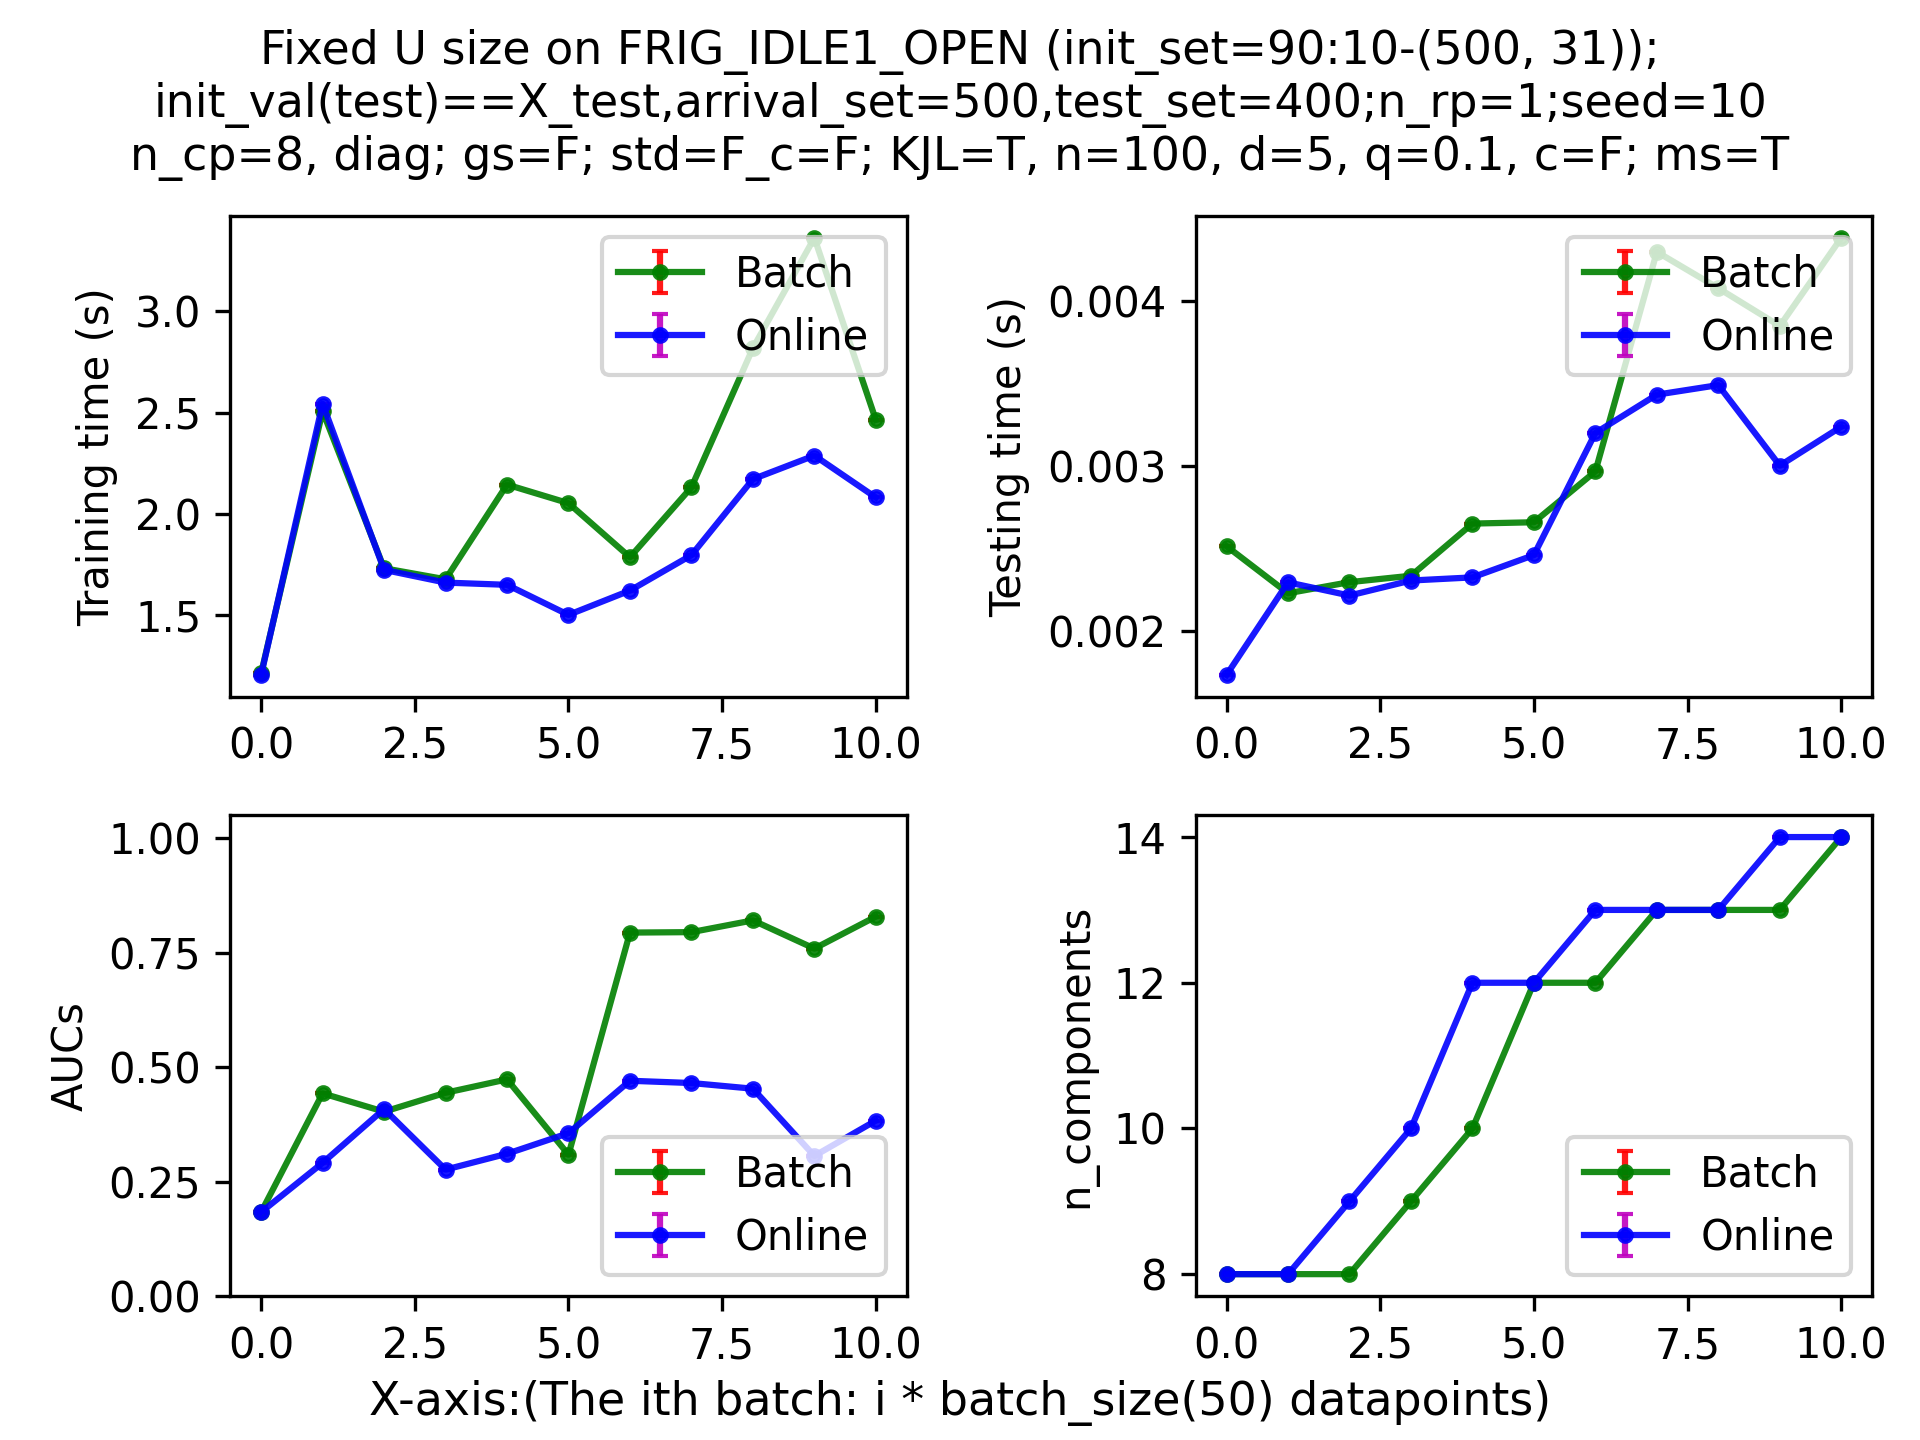 Fixed U size on FRIG_IDLE1_OPEN (init_set=90:10-(500, 31));
init_val(test)==X_test,arrival_set=500,test_set=400;n_rp=1;seed=10
n_cp=8, diag; gs=F; std=F_c=F; KJL=T, n=100, d=5, q=0.1, c=F; ms=T
Training time (s)
3.0
2.5
2.0
1.5
Batch
Online
0.0 2.5 5.0 7.5 10.0
Testing time (s)
0.004
0.003
0.002
Batch
Online
0.0 2.5 5.0 7.5 10.0
AUCs
1.00
0.75
0.50
0.25
0.00
Batch
Online
0.0 2.5 5.0 7.5 10.0
n_components
14
12
10
8
Batch
Online
0.0 2.5 5.0 7.5 10.0
X-axis:(The ith batch: i * batch_size(50) datapoints)